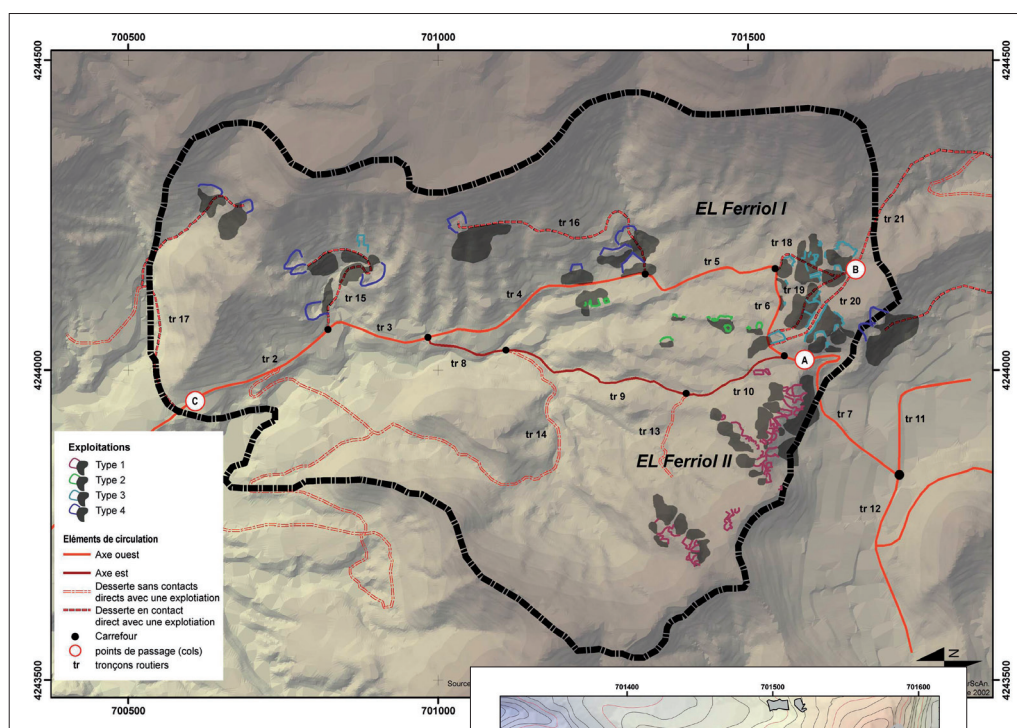 700500
701000
701500
4244500
4244500
EL Ferriol I
tr 21
tr 16
tr 18
tr 5
B
tr 15
tr 19
tr 4
tr 20
tr 6
tr 17
tr 3
tr 2
tr 8
A
4244000
4244000
tr 10
C
tr 9
tr 7
tr 11
tr 13
tr 14
EL Ferriol II
tr 12
Exploitations
Type 1
Type 2
Type 3
Type 4
Eléments de circulation
Axe ouest
Axe est
Desserte sans contacts
directs avec une explotiation
Desserte en contact
direct avec une explotiation
Carrefour
points de passage (cols)
tr tronçons routiers
N
4243500
4243500
Source
rScAn
2002
700500
701000
701400
701500
701600